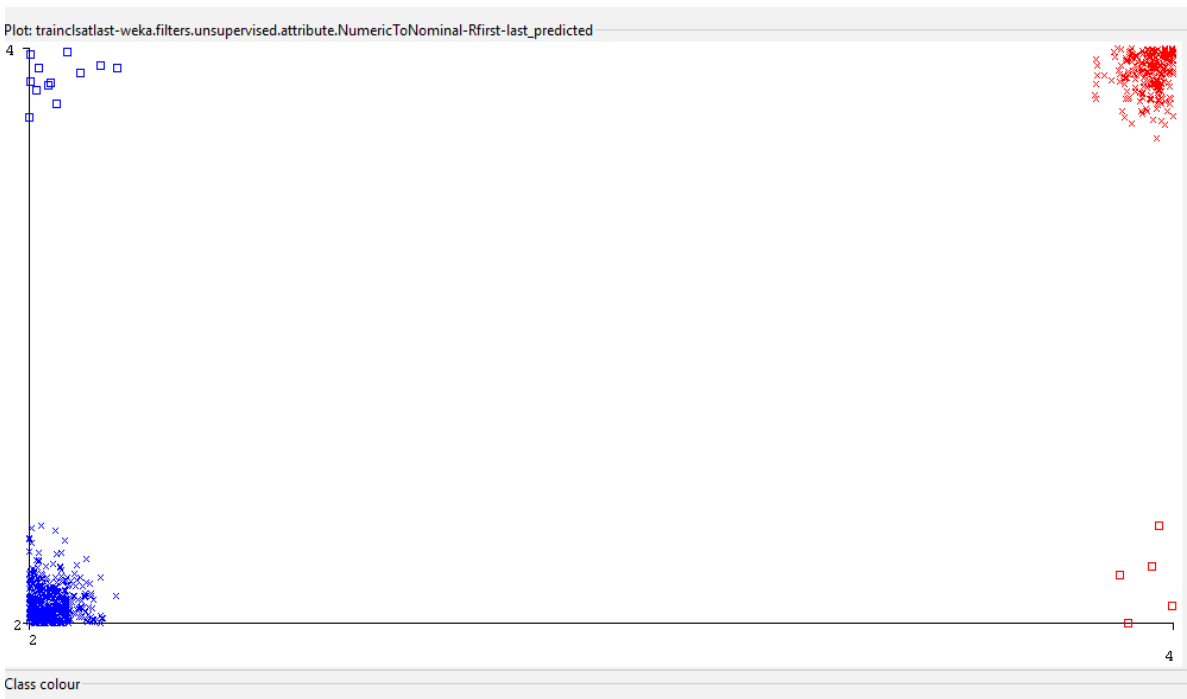 Plot: trainclsatlast-weka.filters.unsupervised.attribute.NumericToNominal-Rfirst-last_predicted
4
2
2
4
Class colour